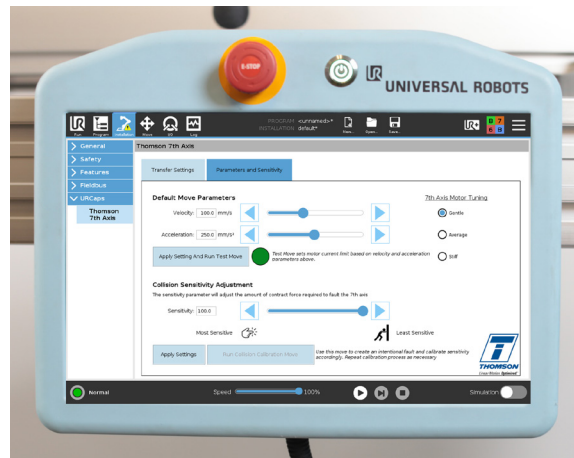 E-STOP
UR UNIVERSAL ROBOTS
Run Program Installation Move I/O Log
PROGRAM <unnamed>*
INSTALLATION default*
New... Open... Save...
UR+
General
Safety
Features
Fieldbus
URCaps
Thomson
7th Axis
Thomson 7th Axis
Transfer Settings Parameters and Sensitivity
Default Move Parameters
7th Axis Motor Tuning
Velocity: 100.0 mm/s
Gentle
Acceleration: 250.0 mm/s²
Average
Apply Setting And Run Test Move
Test Move sets motor current limit based on velocity and acceleration
parameters above.
Stiff
Collision Sensitivity Adjustment
The sensitivity parameter will adjust the amount of contract force required to fault the 7th axis
Sensitivity: 100.0
Most Sensitive
Least Sensitive
Apply Settings Run Collision Calibration Move
Use this move to create an intentional fault and calibrate sensitivity
accordingly. Repeat calibration process as necessary
THOMSON
Linear Motion. Optimized.
Normal Speed 100% Simulation